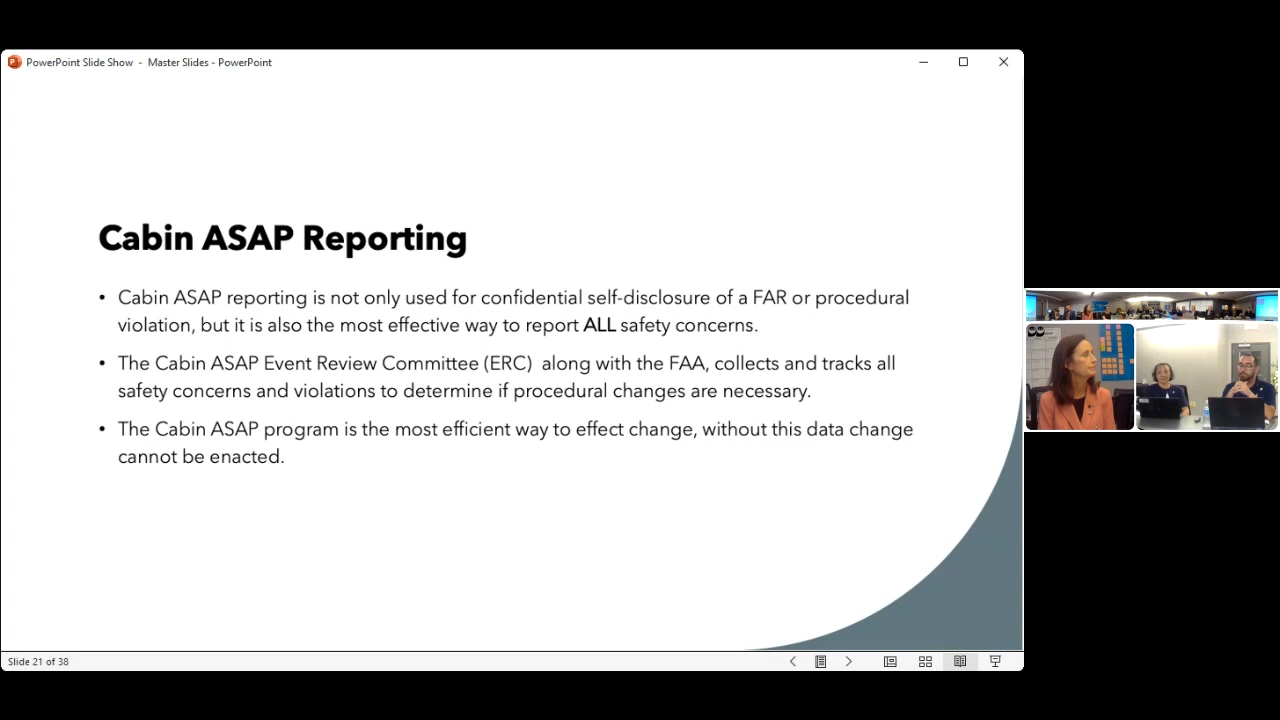 PowerPoint Slide Show - Master Slides - PowerPoint
Cabin ASAP Reporting
• Cabin ASAP reporting is not only used for confidential self-disclosure of a FAR or procedural
violation, but it is also the most effective way to report ALL safety concerns.
• The Cabin ASAP Event Review Committee (ERC)  along with the FAA, collects and tracks all
safety concerns and violations to determine if procedural changes are necessary.
• The Cabin ASAP program is the most efficient way to effect change, without this data change
cannot be enacted.
Slide 21 of 38